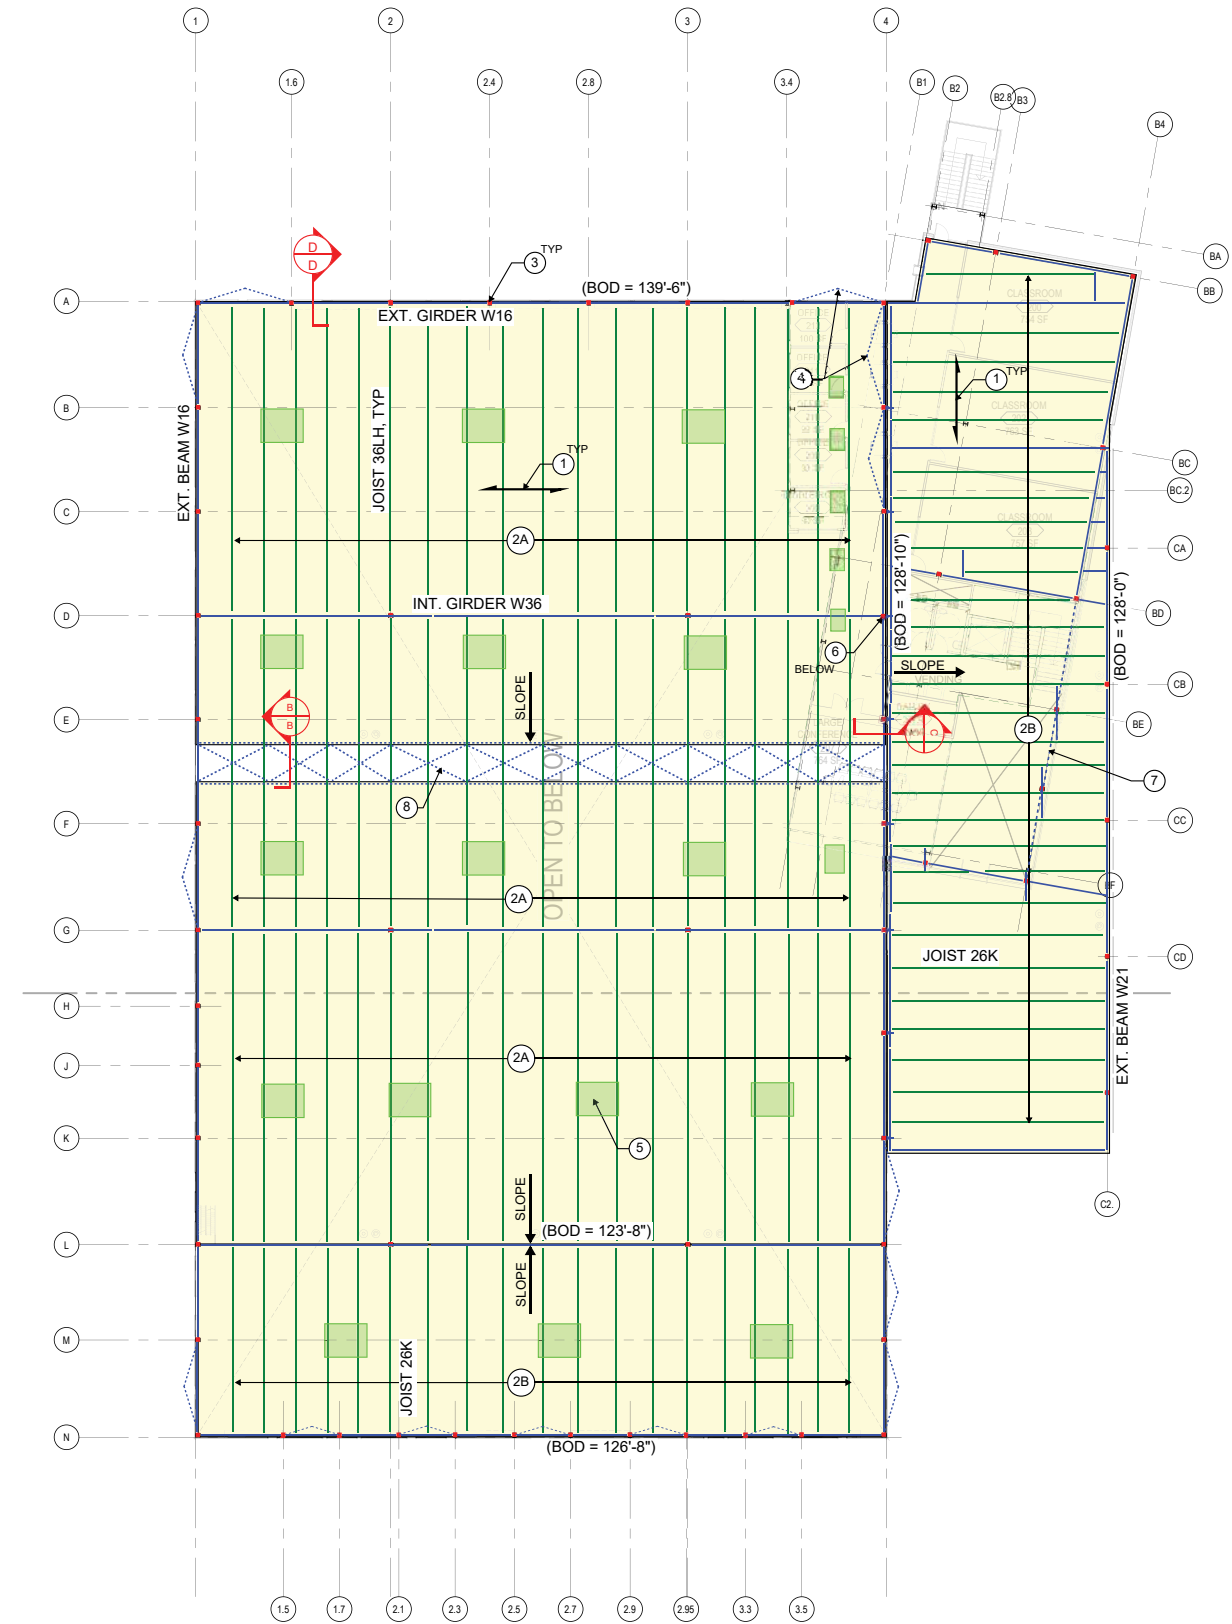 1
2
3
4
1.6
2.4
2.8
3.4
B1
B2
B2.8
B3
B4
D
D
TYP
3
(BOD = 139'-6")
BA
BB
A
EXT. GIRDER W16
CLASSROOM
TYP
4
1
B
EXT. BEAM W16
JOIST 36LH, TYP
CLASSROOM
TYP
1
BC
BC.2
C
CLASSROOM
2A
(BOD = 128'-10")
CA
(BOD = 128'-0")
INT. GIRDER W36
D
BD
6
BELOW
SLOPE
VENDING
CB
SLOPE
B
B
E
C
2B
BE
7
8
OPEN TO BELOW
F
CC
2A
BF
G
JOIST 26K
CD
H
EXT. BEAM W21
2A
J
K
5
SLOPE
C2.
(BOD = 123'-8")
L
SLOPE
M
JOIST 26K
2B
N
(BOD = 126'-8")
1.5
1.7
2.1
2.3
2.5
2.7
2.9
2.95
3.3
3.5